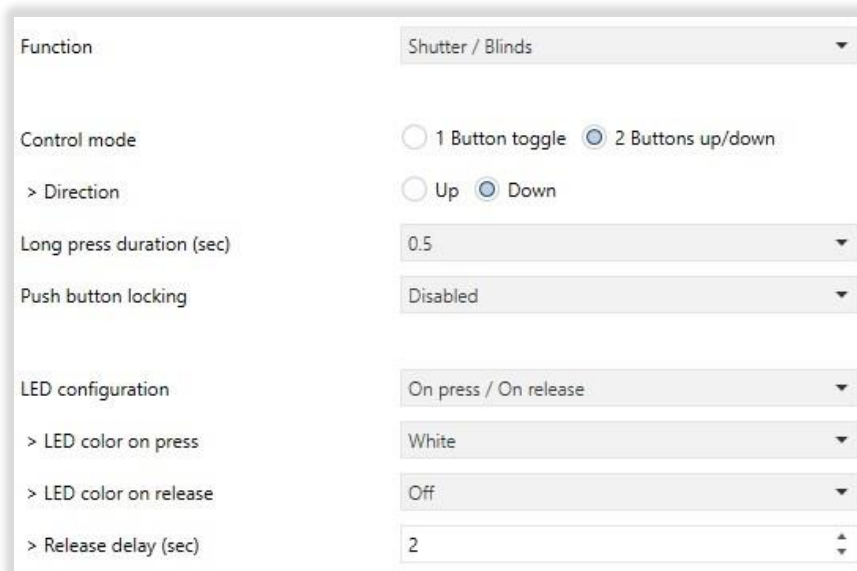 Function Shutter / Blinds
Control mode 1 Button toggle 2 Buttons up/down
> Direction Up Down
Long press duration (sec) 0.5
Push button locking Disabled
LED configuration On press / On release
> LED color on press White
> LED color on release Off
> Release delay (sec) 2